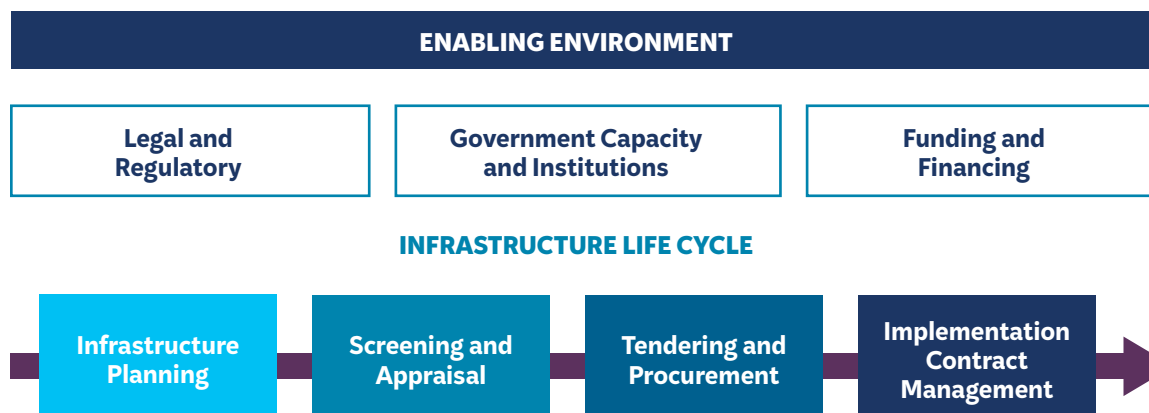 ENABLING ENVIRONMENT
Legal and
Regulatory
Government Capacity
and Institutions
Funding and
Financing
INFRASTRUCTURE LIFE CYCLE
Infrastructure
Planning
Screening and
Appraisal
Tendering and
Procurement
Implementation
Contract
Management